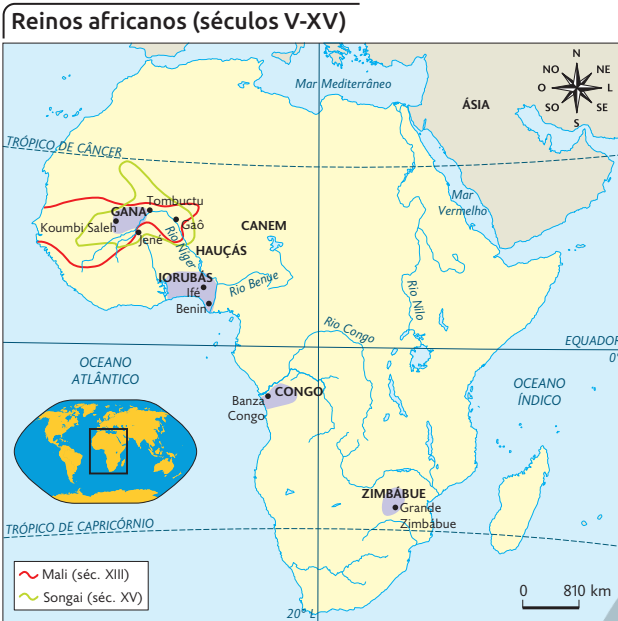 Reinos africanos (séculos V-XV)
Mar Mediterrâneo
ÁSIA
N
NO NE
O L
SO SE
S
TRÓPICO DE CÂNCER
Mar
Vermelho
Tombuctu
GANA
Koumbi Saleh
Gaô
Jené
CANEM
HAUÇÁS
Rio Níger
IORUBÁS
Ifé
Benin
Rio Benue
Rio Nilo
Rio Congo
EQUADOR
0°
OCEANO
ATLÂNTICO
OCEANO
ÍNDICO
CONGO
Banza
Congo
ZIMBÁBUE
Grande
Zimbábue
TRÓPICO DE CAPRICÓRNIO
Mali (séc. XIII)
Songai (séc. XV)
0 810 km
20° L